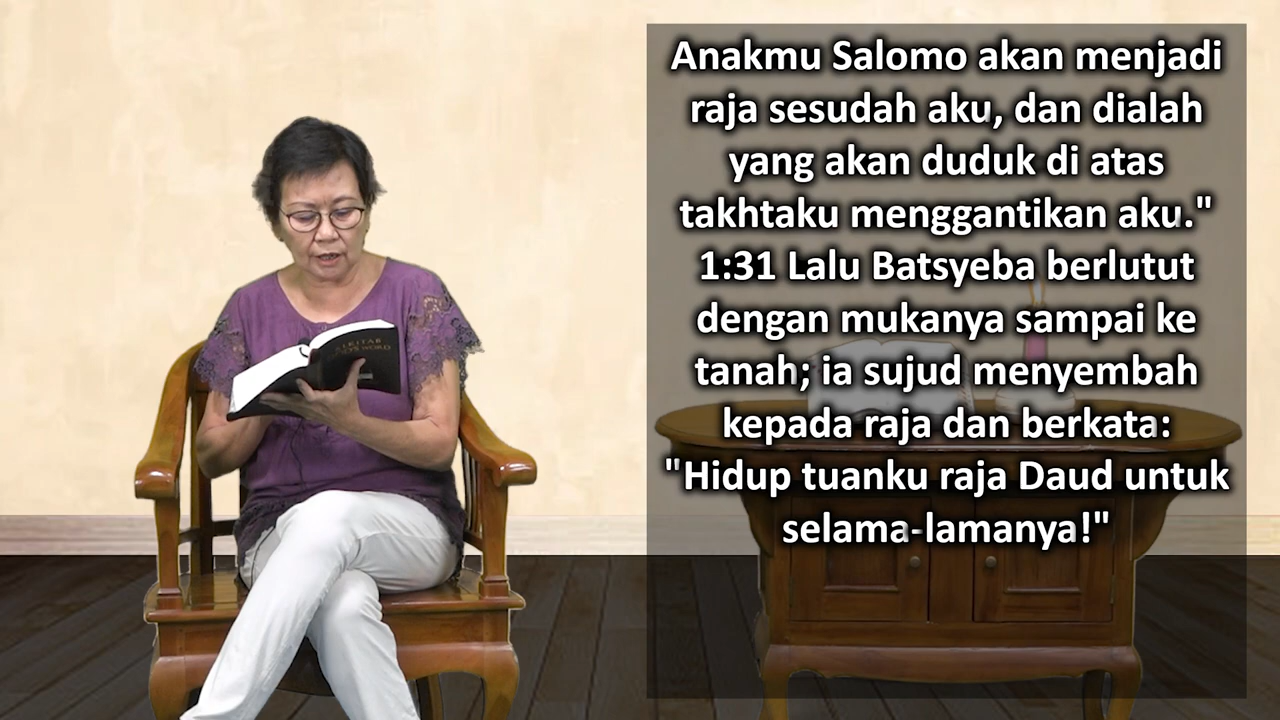 Anakmu Salomo akan menjadi
raja sesudah aku, dan dialah
yang akan duduk di atas
takhtaku menggantikan aku."
1:31 Lalu Batsyeba berlutut
dengan mukanya sampai ke
tanah; ia sujud menyembah
kepada raja dan berkata:
"Hidup tuanku raja Daud untuk
selama-lamanya!"
ALKITAB